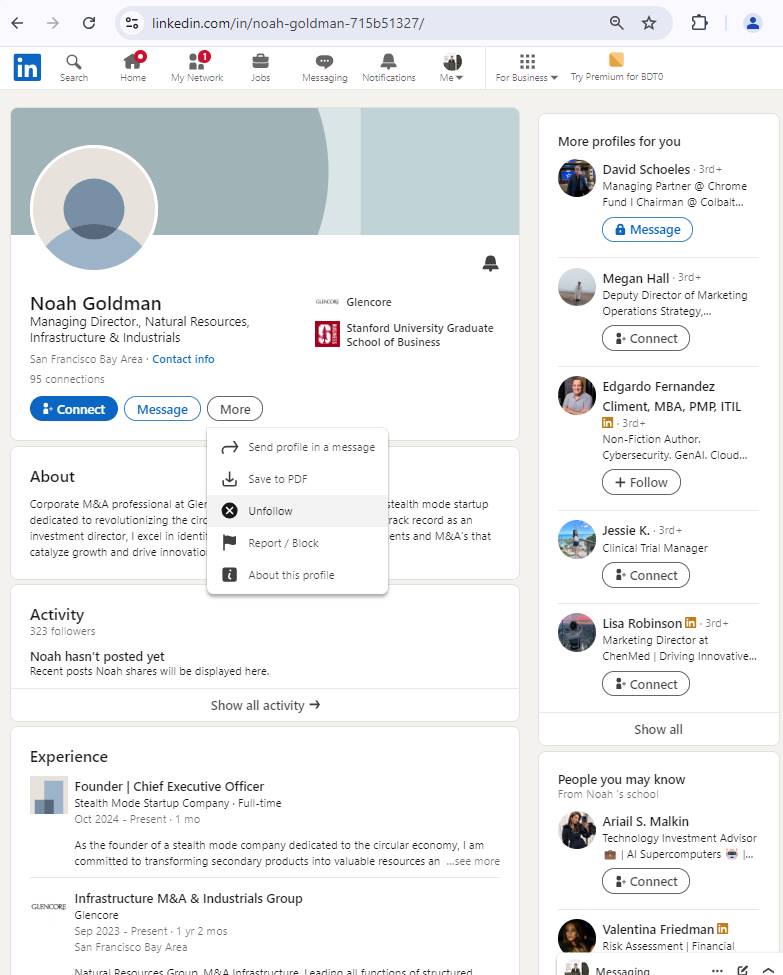 linkedin.com/in/noah-goldman-715b51327/
in
Search
Home
1
My Network
Jobs
Messaging
Notifications
Me
For Business
Try Premium for BDT0
Noah Goldman
Managing Director., Natural Resources,
Infrastructure & Industrials
San Francisco Bay Area · Contact info
95 connections
GLENCORE
Glencore
Stanford University Graduate
School of Business
Connect
Message
More
Send profile in a message
Save to PDF
Unfollow
Report / Block
About this profile
About
Corporate M&A professional at Gler stealth mode startup
dedicated to revolutionizing the circ rack record as an
investment director, I excel in identif ents and M&A's that
catalyze growth and drive innovatio
Activity
323 followers
Noah hasn't posted yet
Recent posts Noah shares will be displayed here.
Show all activity →
Experience
Founder | Chief Executive Officer
Stealth Mode Startup Company · Full-time
Oct 2024 - Present · 1 mo
As the founder of a stealth mode company dedicated to the circular economy, I am
committed to transforming secondary products into valuable resources an ...see more
GLENCORE
Infrastructure M&A & Industrials Group
Glencore
Sep 2023 - Present · 1 yr 2 mos
San Francisco Bay Area
Natural Resources Group, M&A Infrastructure, Leading all functions of structured
More profiles for you
David Schoeles · 3rd+
Managing Partner @ Chrome
Fund I Chairman @ Colbalt...
Message
Megan Hall · 3rd+
Deputy Director of Marketing
Operations Strategy,...
Connect
Edgardo Fernandez
Climent, MBA, PMP, ITIL
in · 3rd+
Non-Fiction Author.
Cybersecurity. GenAI. Cloud...
+ Follow
Jessie K. · 3rd+
Clinical Trial Manager
Connect
Lisa Robinson in · 3rd+
Marketing Director at
ChenMed | Driving Innovative...
Connect
Show all
People you may know
From Noah 's school
Ariail S. Malkin
Technology Investment Advisor
💼 | AI Supercomputers 🤖 |...
Connect
Valentina Friedman in
Risk Assessment | Financial
Messaging